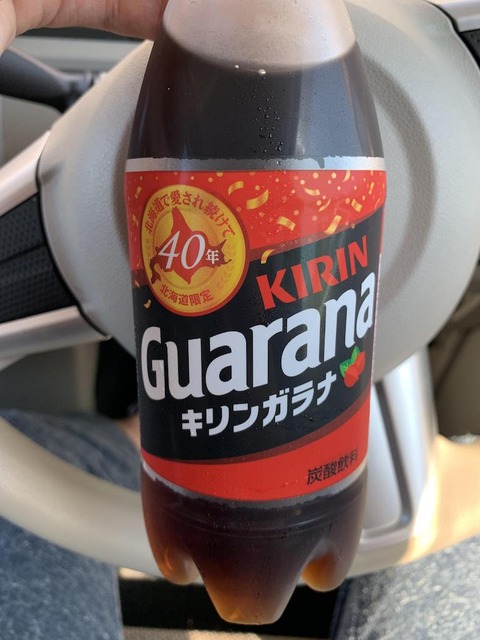 北海道で愛され続けて
40年
北海道限定
KIRIN
Guarana
キリンガラナ
炭酸飲料